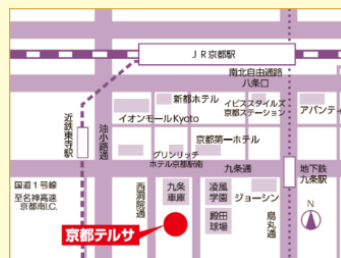 JR京都駅
南北自由通路
八条口
新都ホテル
イビススタイルズ
京都ステーション
アバンティ
イオンモールKyoto
近鉄東寺駅
油小路通
京都第一ホテル
グリンリッチ
ホテル京都駅南
九条通
地下鉄
九条駅
国道1号線
至名神高速
京都南I.C.
西洞院通
九条
車庫
凌風
学園
ジョーシン
殿田
球場
烏丸通
N
京都テルサ